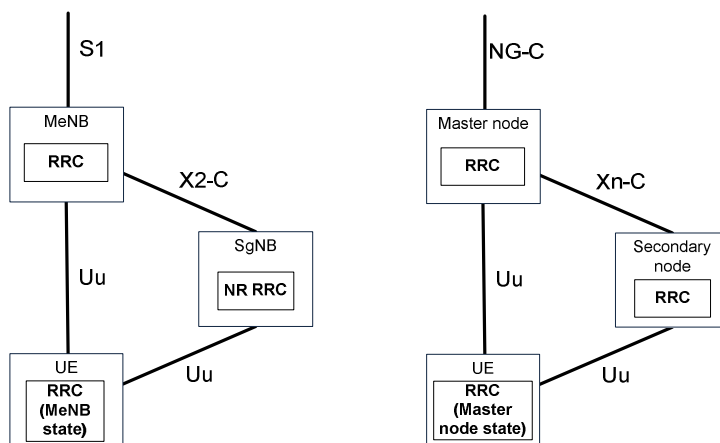 S1
MeNB
RRC
X2-C
SgNB
NR RRC
Uu
Uu
UE
RRC
(MeNB
state)
NG-C
Master node
RRC
Xn-C
Secondary
node
RRC
Uu
Uu
UE
RRC
(Master
node state)